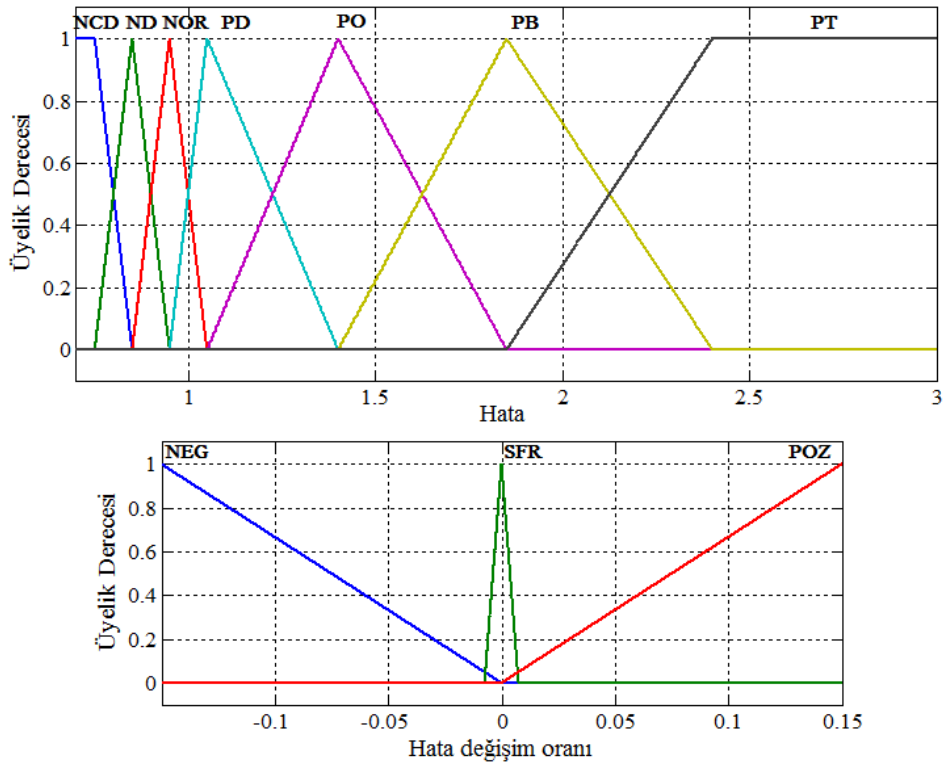 NCD ND NOR PD PO PB PT
1
0.8
0.6
0.4
0.2
0
Üyelik Derecesi
1 1.5 2 2.5 3
Hata
NEG SFR POZ
1
0.8
0.6
0.4
0.2
0
Üyelik Derecesi
-0.1 -0.05 0 0.05 0.1 0.15
Hata değişim oranı